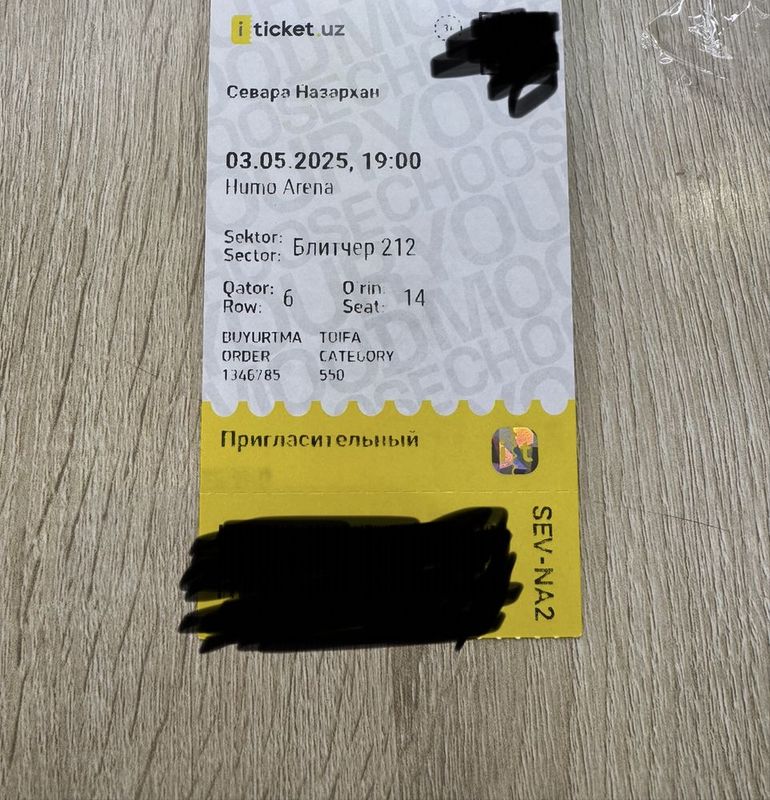 iticket.uz
Севара Назархан
03.05.2025, 19:00
Humo Arena
Sektor:
Sector: Блитчер 212
Qator: O'rin:
Row: 6 Seat: 14
BUYURTMA TOIFA
ORDER CATEGORY
1346785 550
Пригласительный
SEV-NA2